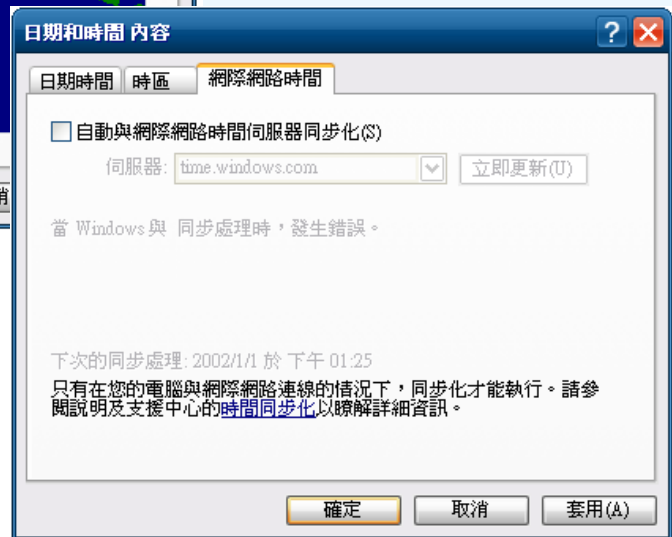 日期和時間 內容
日期時間 時區 網際網路時間
自動與網際網路時間伺服器同步化(S)
伺服器: time.windows.com 立即更新(U)
當 Windows 與 同步處理時，發生錯誤。
下次的同步處理: 2002/1/1 於 下午 01:25
只有在您的電腦與網際網路連線的情況下，同步化才能執行。請參
閱說明及支援中心的時間同步化以瞭解詳細資訊。
確定 取消 套用(A)